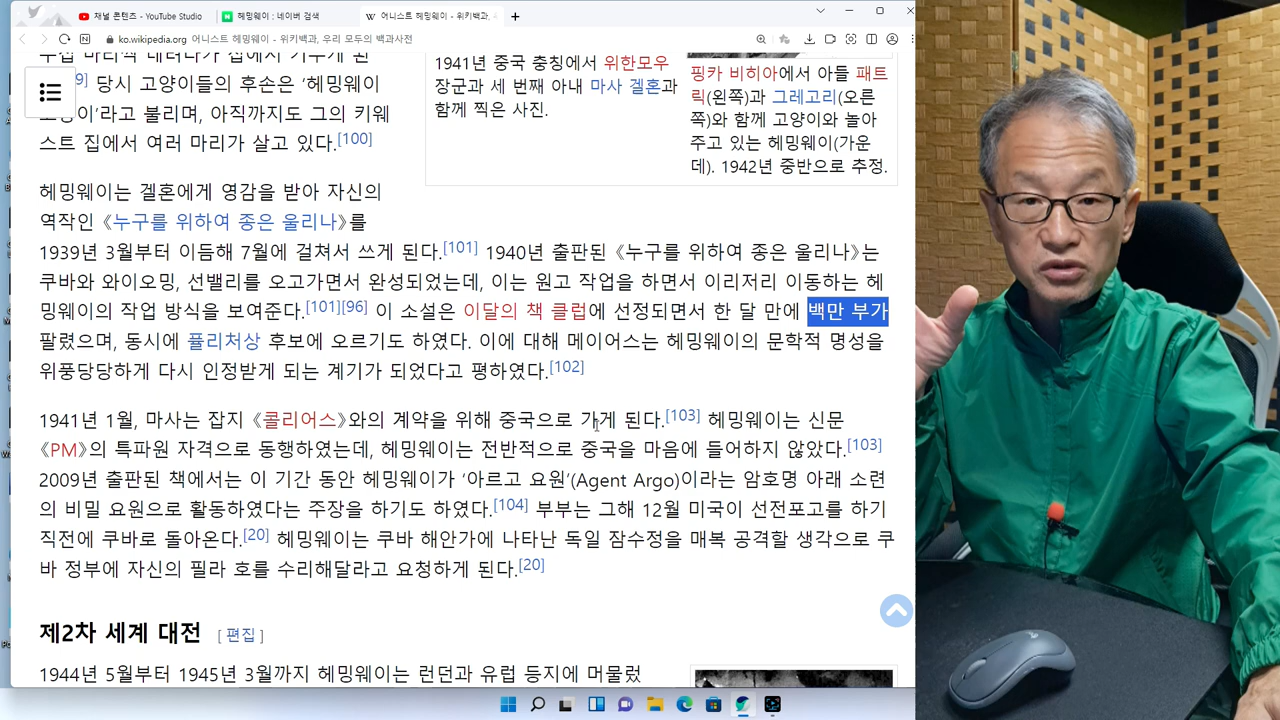 채널 콘텐츠 - YouTube Studio
헤밍웨이 : 네이버 검색
어니스트 헤밍웨이 - 위키백과,
ko.wikipedia.org 어니스트 헤밍웨이 - 위키백과, 우리 모두의 백과사전
당시 고양이들의 후손은 ‘헤밍웨이
이’라고 불리며, 아직까지도 그의 키웨
스트 집에서 여러 마리가 살고 있다.[100]
1941년 중국 충칭에서 위한모우
장군과 세 번째 아내 마사 겔혼과
함께 찍은 사진.
핑카 비히아에서 아들 패트
릭(왼쪽)과 그레고리(오른
쪽)와 함께 고양이와 놀아
주고 있는 헤밍웨이(가운
데). 1942년 중반으로 추정.
헤밍웨이는 겔혼에게 영감을 받아 자신의
역작인 《누구를 위하여 종은 울리나》를
1939년 3월부터 이듬해 7월에 걸쳐서 쓰게 된다.[101] 1940년 출판된 《누구를 위하여 종은 울리나》는
쿠바와 와이오밍, 선밸리를 오고가면서 완성되었는데, 이는 원고 작업을 하면서 이리저리 이동하는 헤
밍웨이의 작업 방식을 보여준다.[101][96] 이 소설은 이달의 책 클럽에 선정되면서 한 달 만에 백만 부가
팔렸으며, 동시에 퓰리처상 후보에 오르기도 하였다. 이에 대해 메이어스는 헤밍웨이의 문학적 명성을
위풍당당하게 다시 인정받게 되는 계기가 되었다고 평하였다.[102]
1941년 1월, 마사는 잡지 《콜리어스》와의 계약을 위해 중국으로 가게 된다.[103] 헤밍웨이는 신문
《PM》의 특파원 자격으로 동행하였는데, 헤밍웨이는 전반적으로 중국을 마음에 들어하지 않았다.[103]
2009년 출판된 책에서는 이 기간 동안 헤밍웨이가 ‘아르고 요원’(Agent Argo)이라는 암호명 아래 소련
의 비밀 요원으로 활동하였다는 주장을 하기도 하였다.[104] 부부는 그해 12월 미국이 선전포고를 하기
직전에 쿠바로 돌아온다.[20] 헤밍웨이는 쿠바 해안가에 나타난 독일 잠수정을 매복 공격할 생각으로 쿠
바 정부에 자신의 필라 호를 수리해달라고 요청하게 된다.[20]
제2차 세계 대전 [ 편집 ]
1944년 5월부터 1945년 3월까지 헤밍웨이는 런던과 유럽 등지에 머물렀